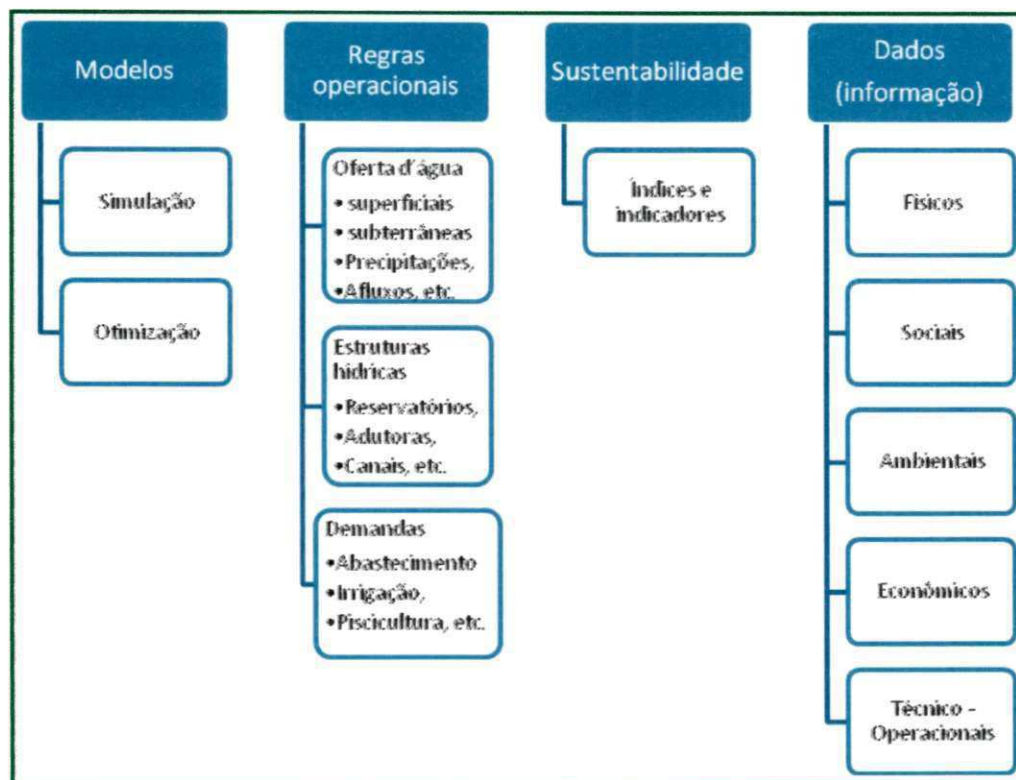 Modelos
Simulação
Otimização
Regras
operacionais
Oferta d'água
• superficiais
• subterrâneas
•Precipitações,
•Afluxos, etc.
Estruturas
hídricas
•Reservatórios,
•Adutoras,
•Canais, etc.
Demandas
•Abastecimento
•Irrigação,
•Piscicultura, etc.
Sustentabilidade
Índices e
indicadores
Dados
(informação)
Físicos
Sociais
Ambientais
Econômicos
Técnico -
Operacionais